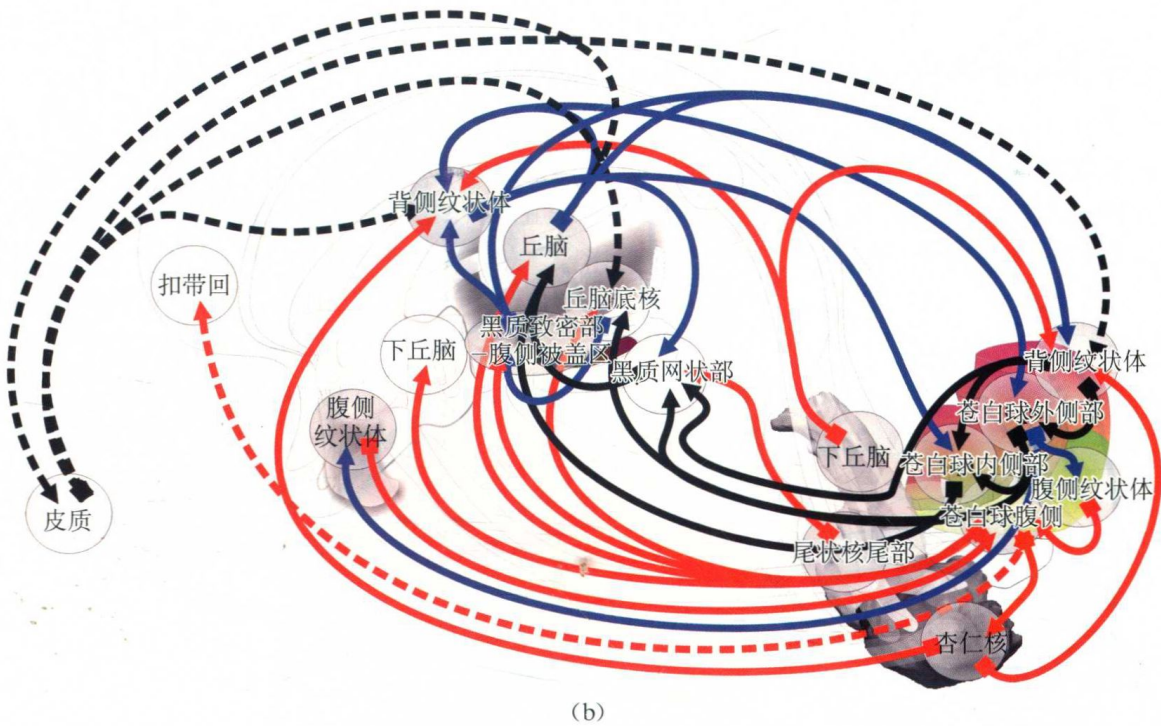 背侧纹状体
丘脑
扣带回
丘脑底核
黑质致密部
-腹侧被盖区
下丘脑
黑质网状部
背侧纹状体
腹侧
纹状体
苍白球外侧部
下丘脑
苍白球内侧部
腹侧纹状体
皮质
苍白球腹侧
尾状核尾部
杏仁核
(b)